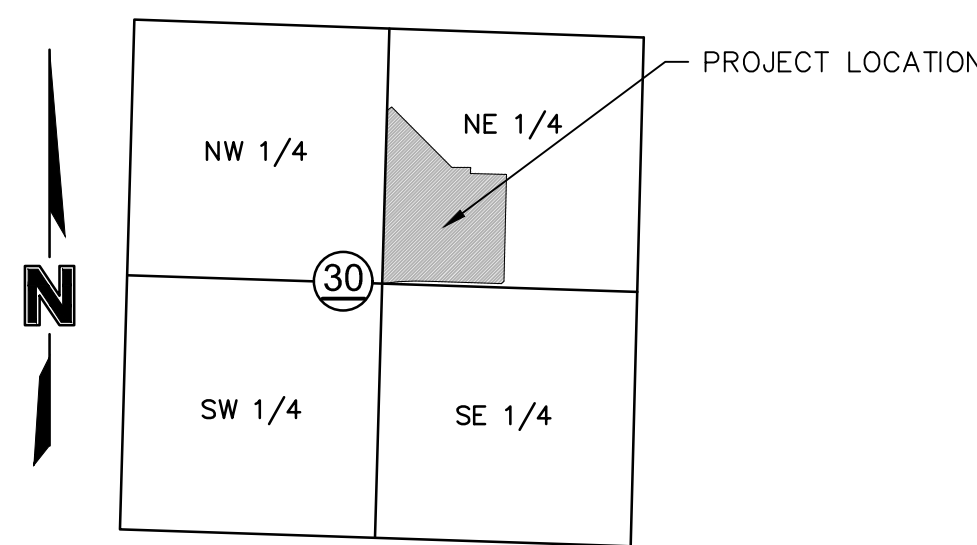 PROJECT LOCATION
NW 1/4
NE 1/4
N
30
SW 1/4
SE 1/4